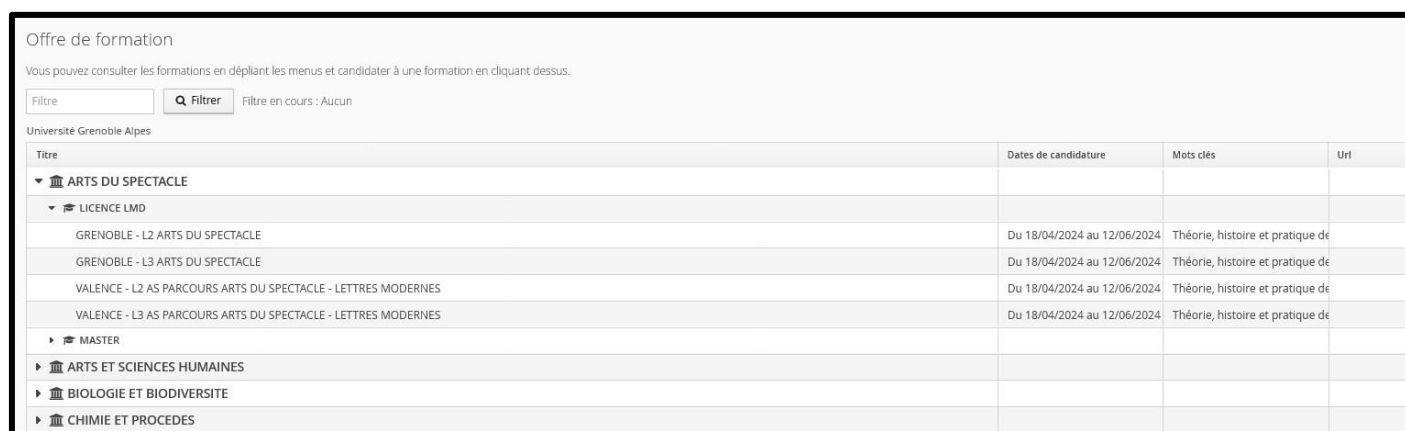 Offre de formation
Vous pouvez consulter les formations en dépliant les menus et candidater à une formation en cliquant dessus.
Filtre Filtrer Filtre en cours : Aucun
Université Grenoble Alpes
Titre Dates de candidature Mots clés Url
ARTS DU SPECTACLE
LICENCE LMD
GRENOBLE - L2 ARTS DU SPECTACLE Du 18/04/2024 au 12/06/2024 Théorie, histoire et pratique de
GRENOBLE - L3 ARTS DU SPECTACLE Du 18/04/2024 au 12/06/2024 Théorie, histoire et pratique de
VALENCE - L2 AS PARCOURS ARTS DU SPECTACLE - LETTRES MODERNES Du 18/04/2024 au 12/06/2024 Théorie, histoire et pratique de
VALENCE - L3 AS PARCOURS ARTS DU SPECTACLE - LETTRES MODERNES Du 18/04/2024 au 12/06/2024 Théorie, histoire et pratique de
MASTER
ARTS ET SCIENCES HUMAINES
BIOLOGIE ET BIODIVERSITE
CHIMIE ET PROCEDES